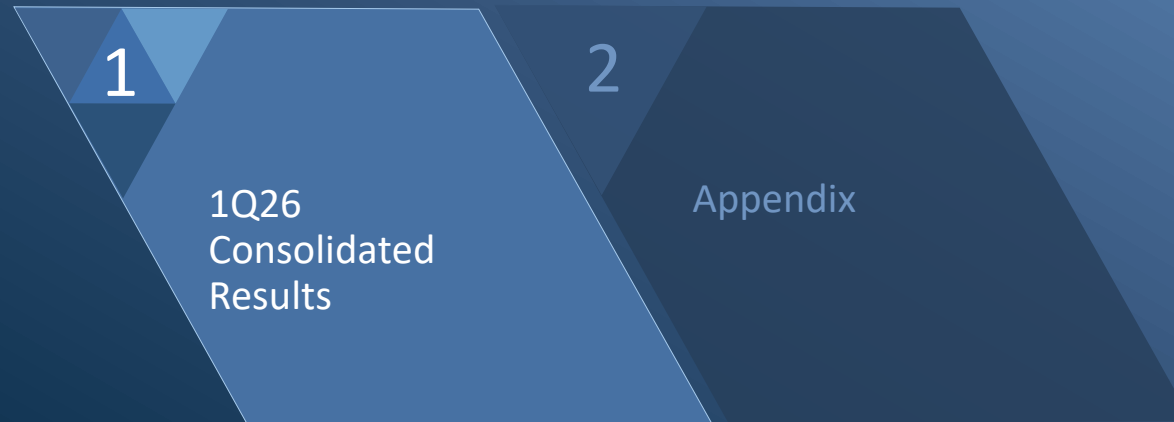 1
1Q26
Consolidated
Results
2
Appendix